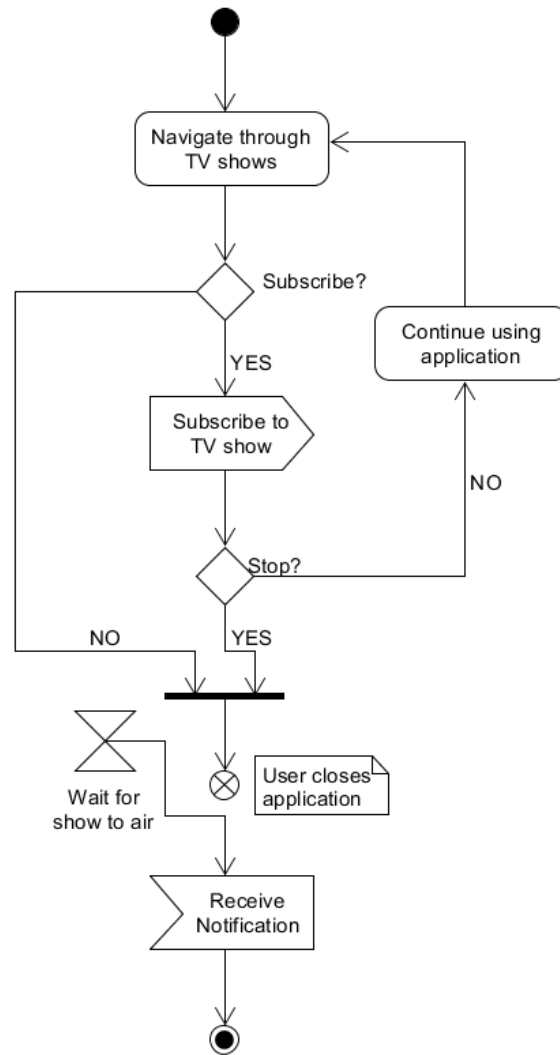 Navigate through
TV shows
Subscribe?
Continue using
application
YES
Subscribe to
TV show
NO
Stop?
NO
YES
User closes
application
Wait for
show to air
Receive
Notification